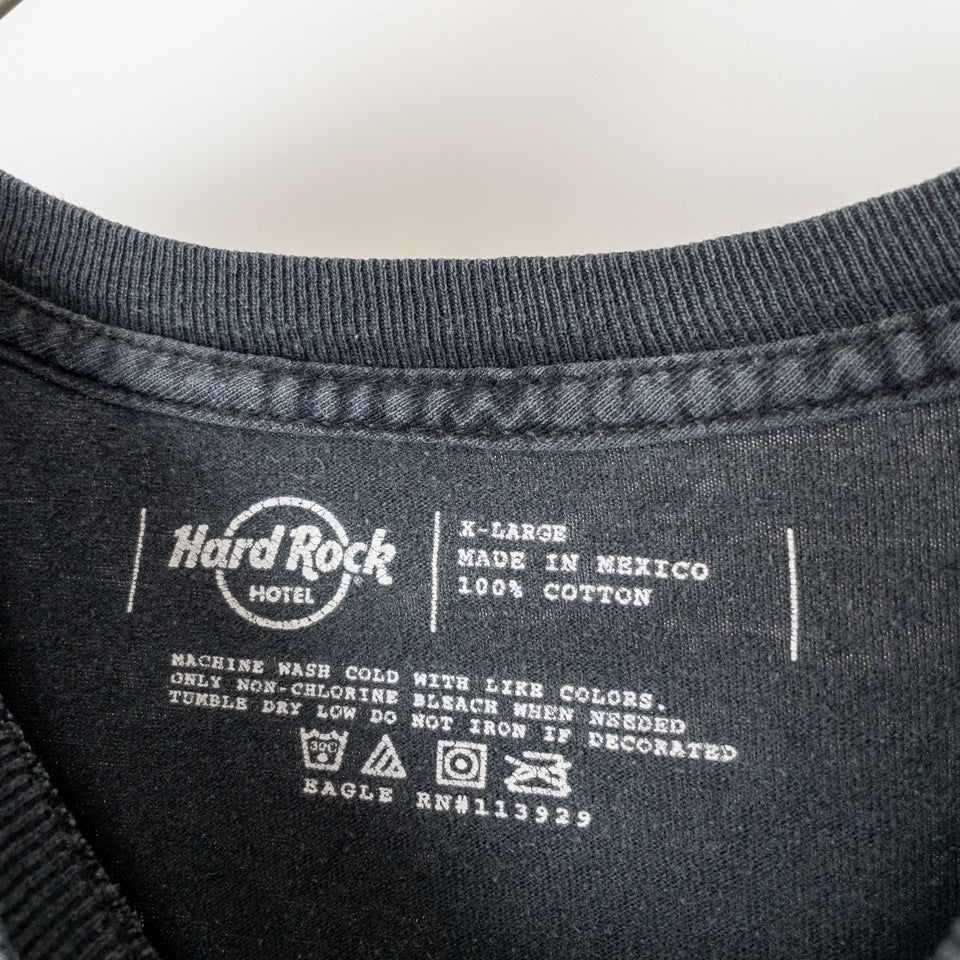 Hard Rock
HOTEL
X-LARGE
MADE IN MEXICO
100% COTTON
MACHINE WASH COLD WITH LIKE COLORS.
ONLY NON-CHLORINE BLEACH WHEN NEEDED
TUMBLE DRY LOW DO NOT IRON IF DECORATED
30C
EAGLE RN#113929